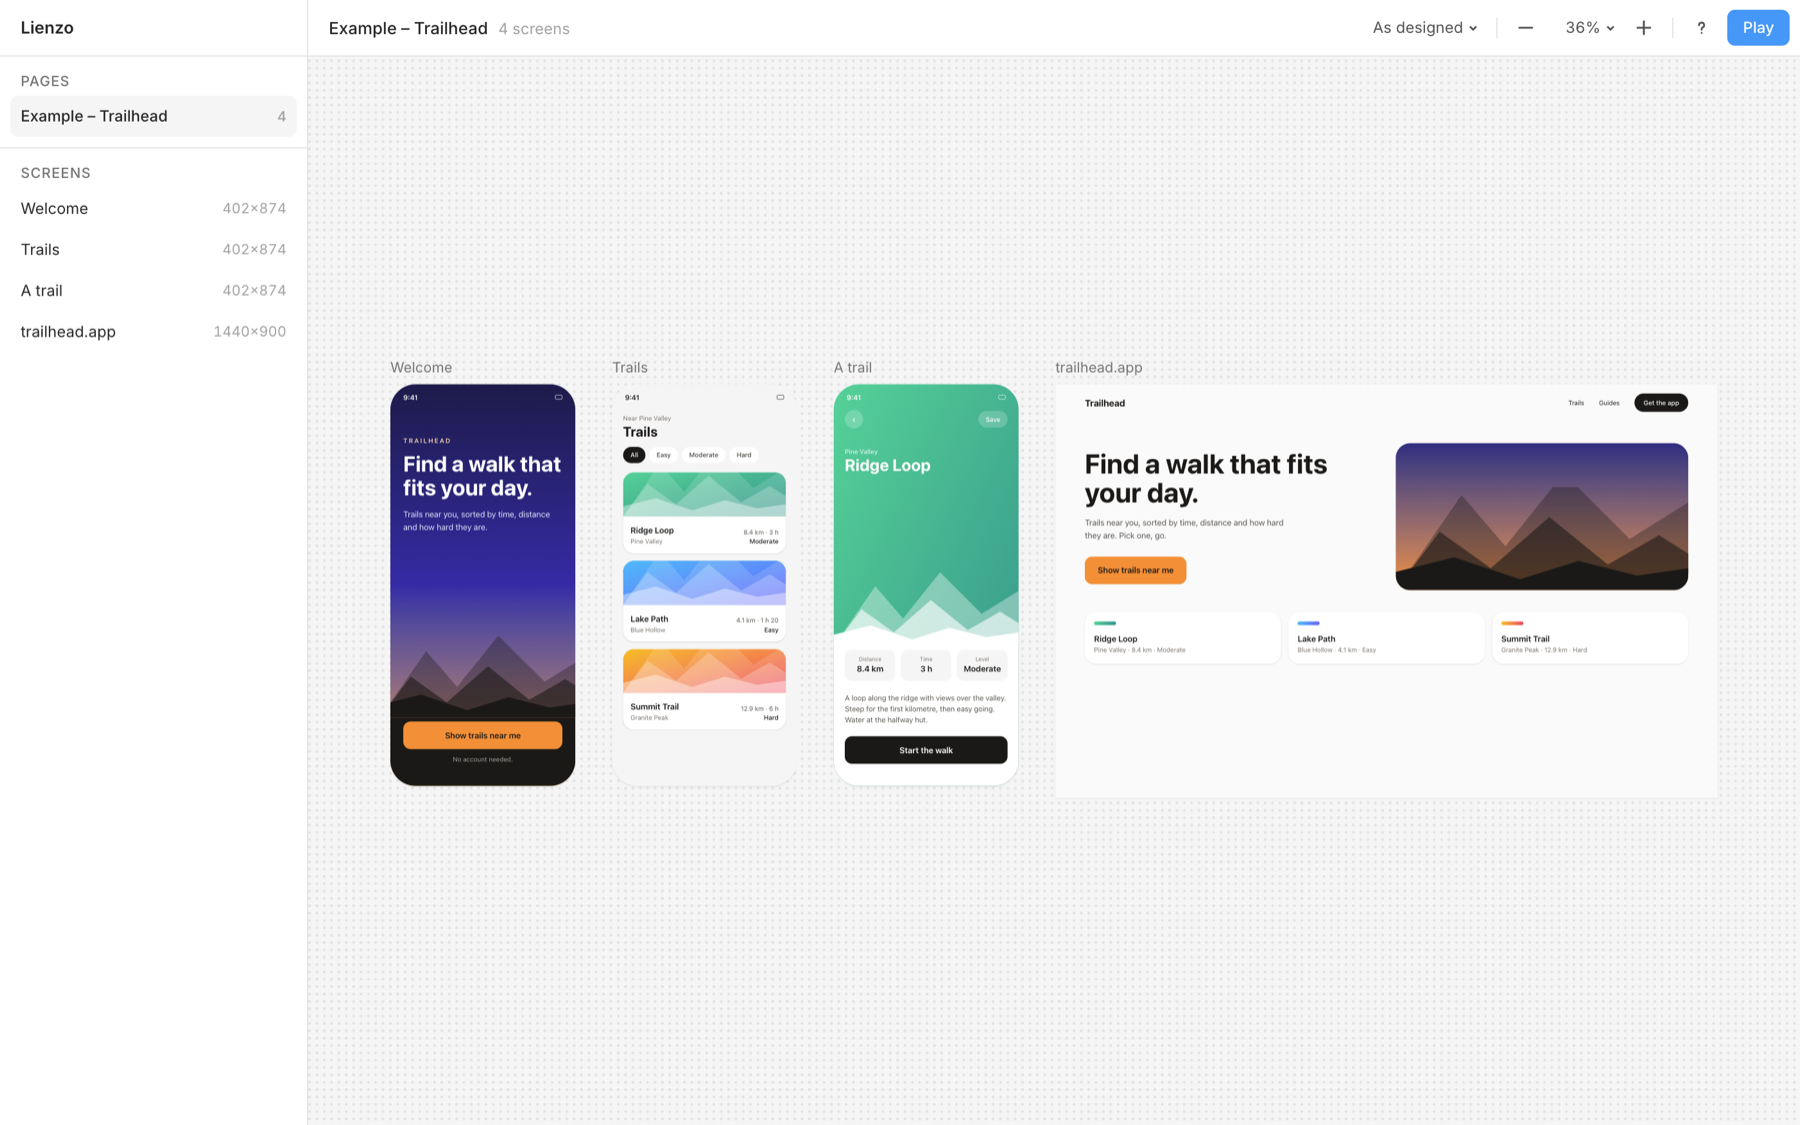 Lienzo
PAGES
Example – Trailhead 4
SCREENS
Welcome 402×874
Trails 402×874
A trail 402×874
trailhead.app 1440×900
Example – Trailhead 4 screens
As designed
36%
?
Play
Welcome
9:41
TRAILHEAD
Find a walk that
fits your day.
Trails near you, sorted by time, distance
and how hard they are.
Show trails near me
No account needed.
Trails
9:41
Near Pine Valley
Trails
All Easy Moderate Hard
Ridge Loop 8.4 km · 3 h
Pine Valley Moderate
Lake Path 4.1 km · 1 h 20
Blue Hollow Easy
Summit Trail 12.9 km · 6 h
Granite Peak Hard
A trail
9:41
Save
Pine Valley
Ridge Loop
Distance Time Level
8.4 km 3 h Moderate
A loop along the ridge with views over the valley.
Steep for the first kilometre, then easy going.
Water at the halfway hut.
Start the walk
trailhead.app
Trailhead Trails Guides Get the app
Find a walk that fits
your day.
Trails near you, sorted by time, distance and how hard
they are. Pick one, go.
Show trails near me
Ridge Loop
Pine Valley · 8.4 km · Moderate
Lake Path
Blue Hollow · 4.1 km · Easy
Summit Trail
Granite Peak · 12.9 km · Hard